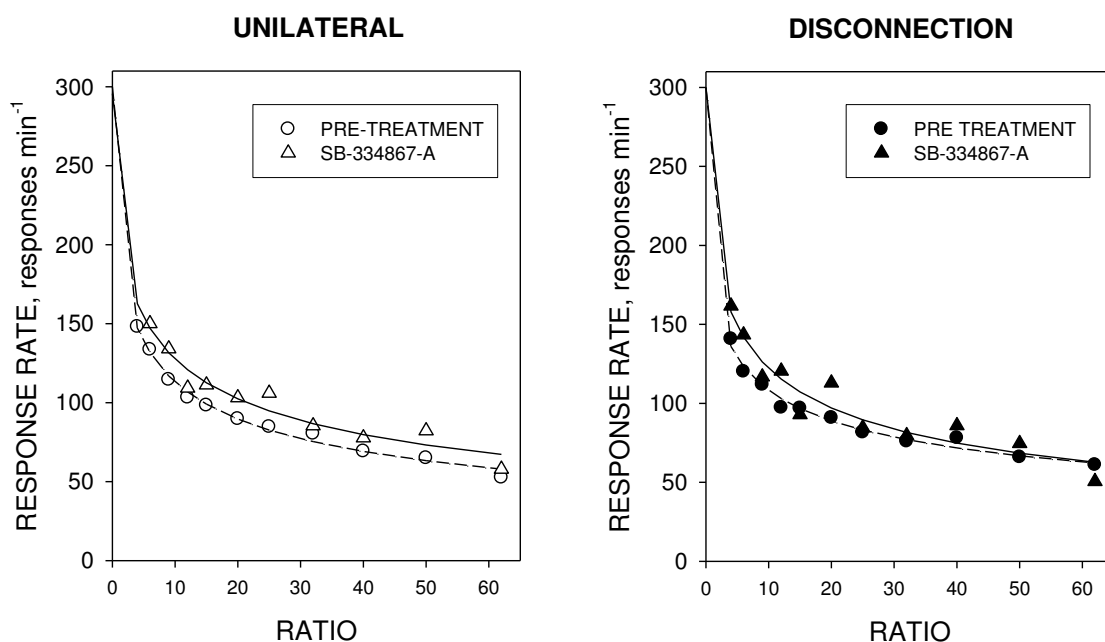 UNILATERAL
RESPONSE RATE, responses min⁻¹
300
250
200
150
100
50
0
PRE-TREATMENT
SB-334867-A
0 10 20 30 40 50 60
RATIO
DISCONNECTION
RESPONSE RATE, responses min⁻¹
300
250
200
150
100
50
0
PRE TREATMENT
SB-334867-A
0 10 20 30 40 50 60
RATIO